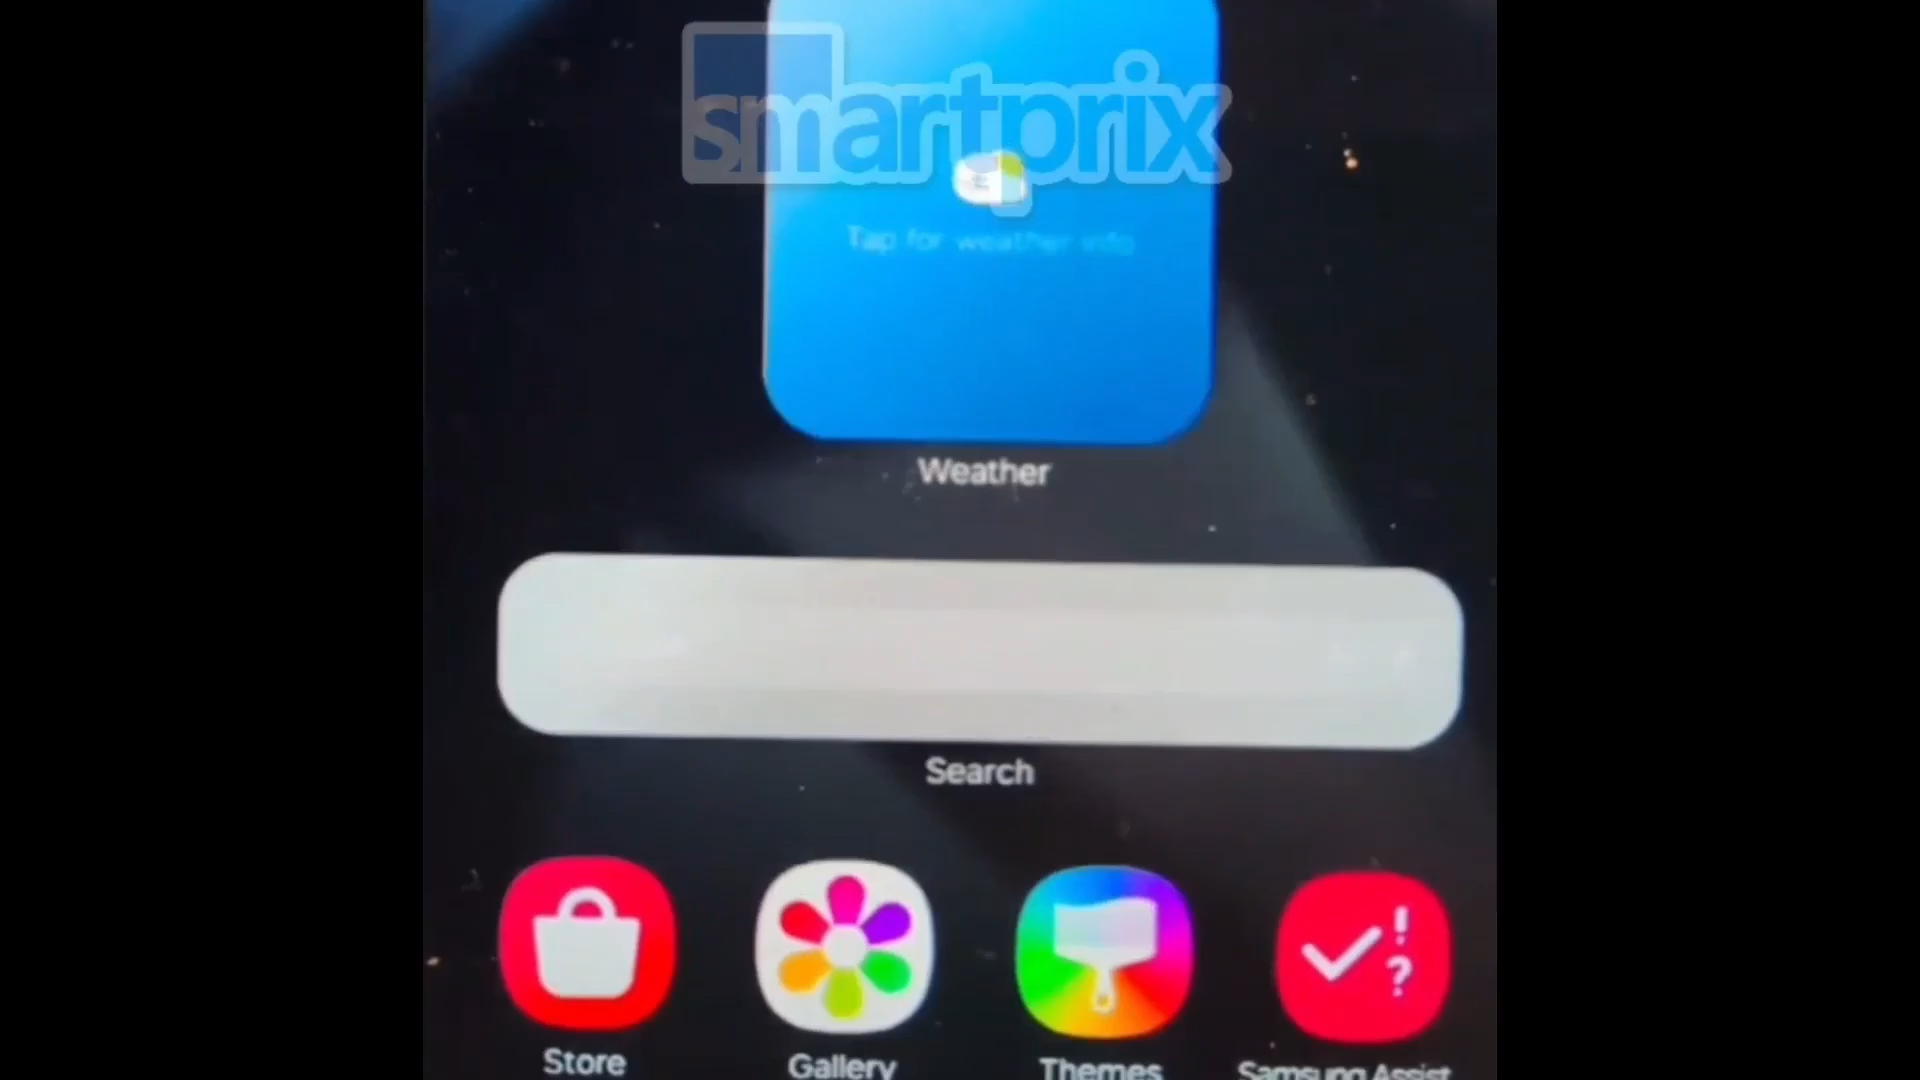 smartprix
Tap for weather info
Weather
Search
Store
Gallery
Themes
Samsung Assist